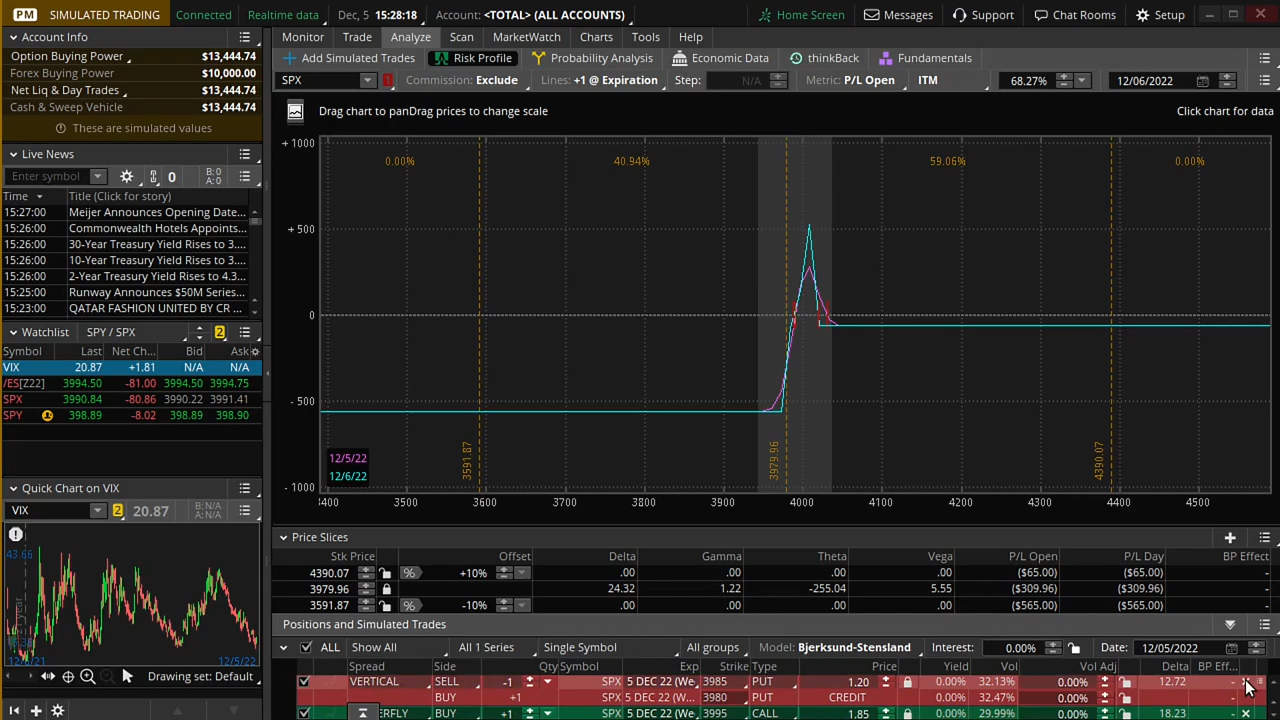 PM SIMULATED TRADING Connected Realtime data Dec, 5 15:28:18 Account: <TOTAL> (ALL ACCOUNTS) Home Screen Messages Support Chat Rooms Setup
Account Info
Option Buying Power $13,444.74
Forex Buying Power $10,000.00
Net Liq & Day Trades $13,444.74
Cash & Sweep Vehicle $13,444.74
These are simulated values
Live News
Enter symbol 0 B: 0 A: 0
Time Title (Click for story)
15:27:00 Meijer Announces Opening Date...
15:26:00 Commonwealth Hotels Appoints...
15:26:00 30-Year Treasury Yield Rises to 3....
15:26:00 10-Year Treasury Yield Rises to 3....
15:26:00 2-Year Treasury Yield Rises to 4.3...
15:25:00 Runway Announces $50M Series...
15:23:00 QATAR FASHION UNITED BY CR ...
Watchlist SPY / SPX 2
Symbol Last Net Ch... Bid Ask
VIX 20.87 +1.81 N/A N/A
/ES[Z22] 3994.50 -81.00 3994.50 3994.75
SPX 3990.84 -80.86 3990.22 3991.41
SPY 398.89 -8.02 398.89 398.90
Quick Chart on VIX
VIX 2 20.87 B: N/A A: N/A
43.66
12/5/21 12/5/22
Drawing set: Default
Monitor Trade Analyze Scan MarketWatch Charts Tools Help
Add Simulated Trades Risk Profile Probability Analysis Economic Data thinkBack Fundamentals
SPX Commission: Exclude Lines: +1 @ Expiration Step: N/A Metric: P/L Open ITM 68.27% 12/06/2022
Drag chart to panDrag prices to change scale Click chart for data
+1000
0.00% 40.94% 59.06% 0.00%
+500
0
-500
3591.87 3979.96 4390.07
12/5/22
12/6/22
-1000
3400 3500 3600 3700 3800 3900 4000 4100 4200 4300 4400 4500
Price Slices
Stk Price Offset Delta Gamma Theta Vega P/L Open P/L Day BP Effect
4390.07 % +10% .00 .00 .00 .00 ($65.00) ($65.00) -
3979.96 24.32 1.22 -255.04 5.55 ($309.96) ($309.96) -
3591.87 % -10% .00 .00 .00 .00 ($565.00) ($565.00) -
Positions and Simulated Trades
ALL Show All All 1 Series Single Symbol All groups Model: Bjerksund-Stensland Interest: 0.00% Date: 12/05/2022
Spread Side Qty Symbol Exp Strike Type Price Yield Vol Vol Adj Delta BP Eff...
VERTICAL SELL -1 SPX 5 DEC 22 (We 3985 PUT 1.20 0.00% 32.13% 0.00% 12.72 -
BUY +1 SPX 5 DEC 22 (We 3980 PUT CREDIT 0.00% 32.47% 0.00%
ERFLY BUY +1 SPX 5 DEC 22 (We 3995 CALL 1.85 0.00% 29.99% 0.00% 18.23 -